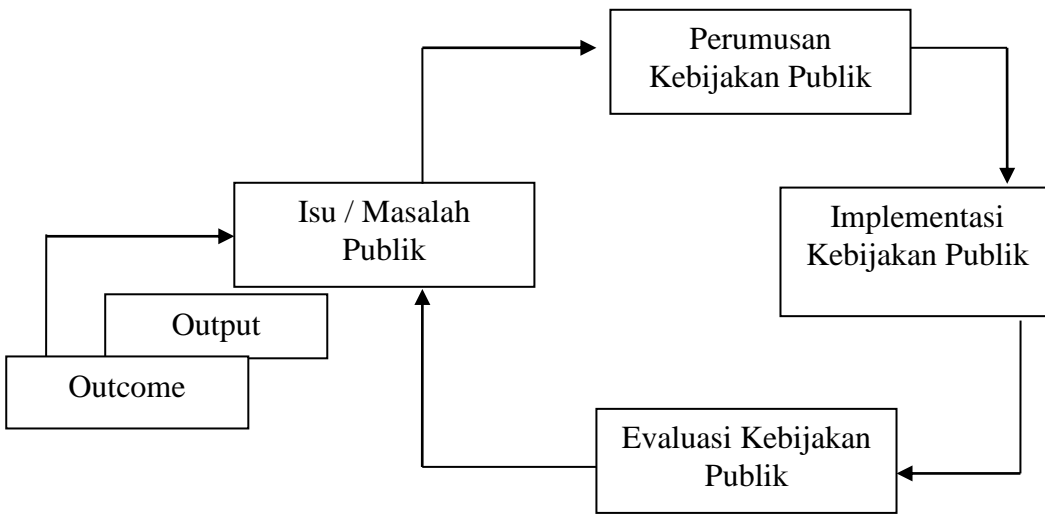 Perumusan
Kebijakan Publik
Isu / Masalah
Publik
Implementasi
Kebijakan Publik
Output
Outcome
Evaluasi Kebijakan
Publik